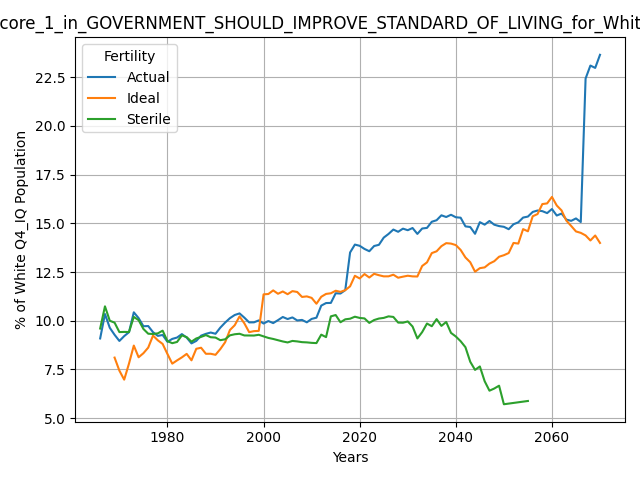 core_1_in_GOVERNMENT_SHOULD_IMPROVE_STANDARD_OF_LIVING_for_Whit
Fertility
Actual
Ideal
Sterile
% of White Q4_IQ Population
22.5
20.0
17.5
15.0
12.5
10.0
7.5
5.0
1980 2000 2020 2040 2060
Years